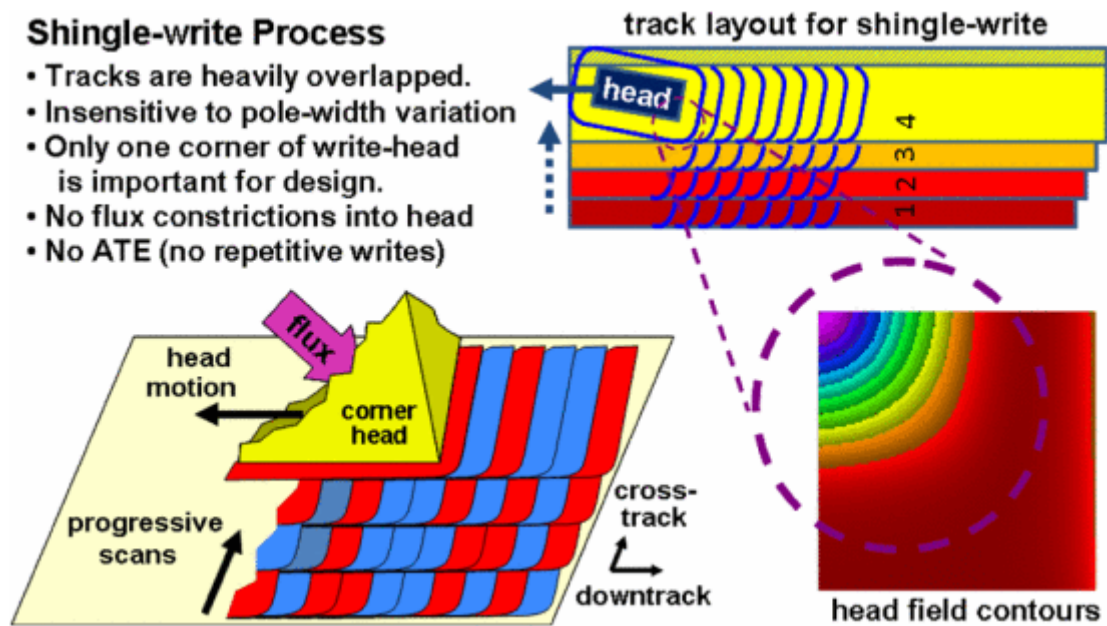 Shingle-write Process
• Tracks are heavily overlapped.
• Insensitive to pole-width variation
• Only one corner of write-head
is important for design.
• No flux constrictions into head
• No ATE (no repetitive writes)
track layout for shingle-write
head
4
3
2
1
flux
head
motion
corner
head
progressive
scans
cross-
track
downtrack
head field contours